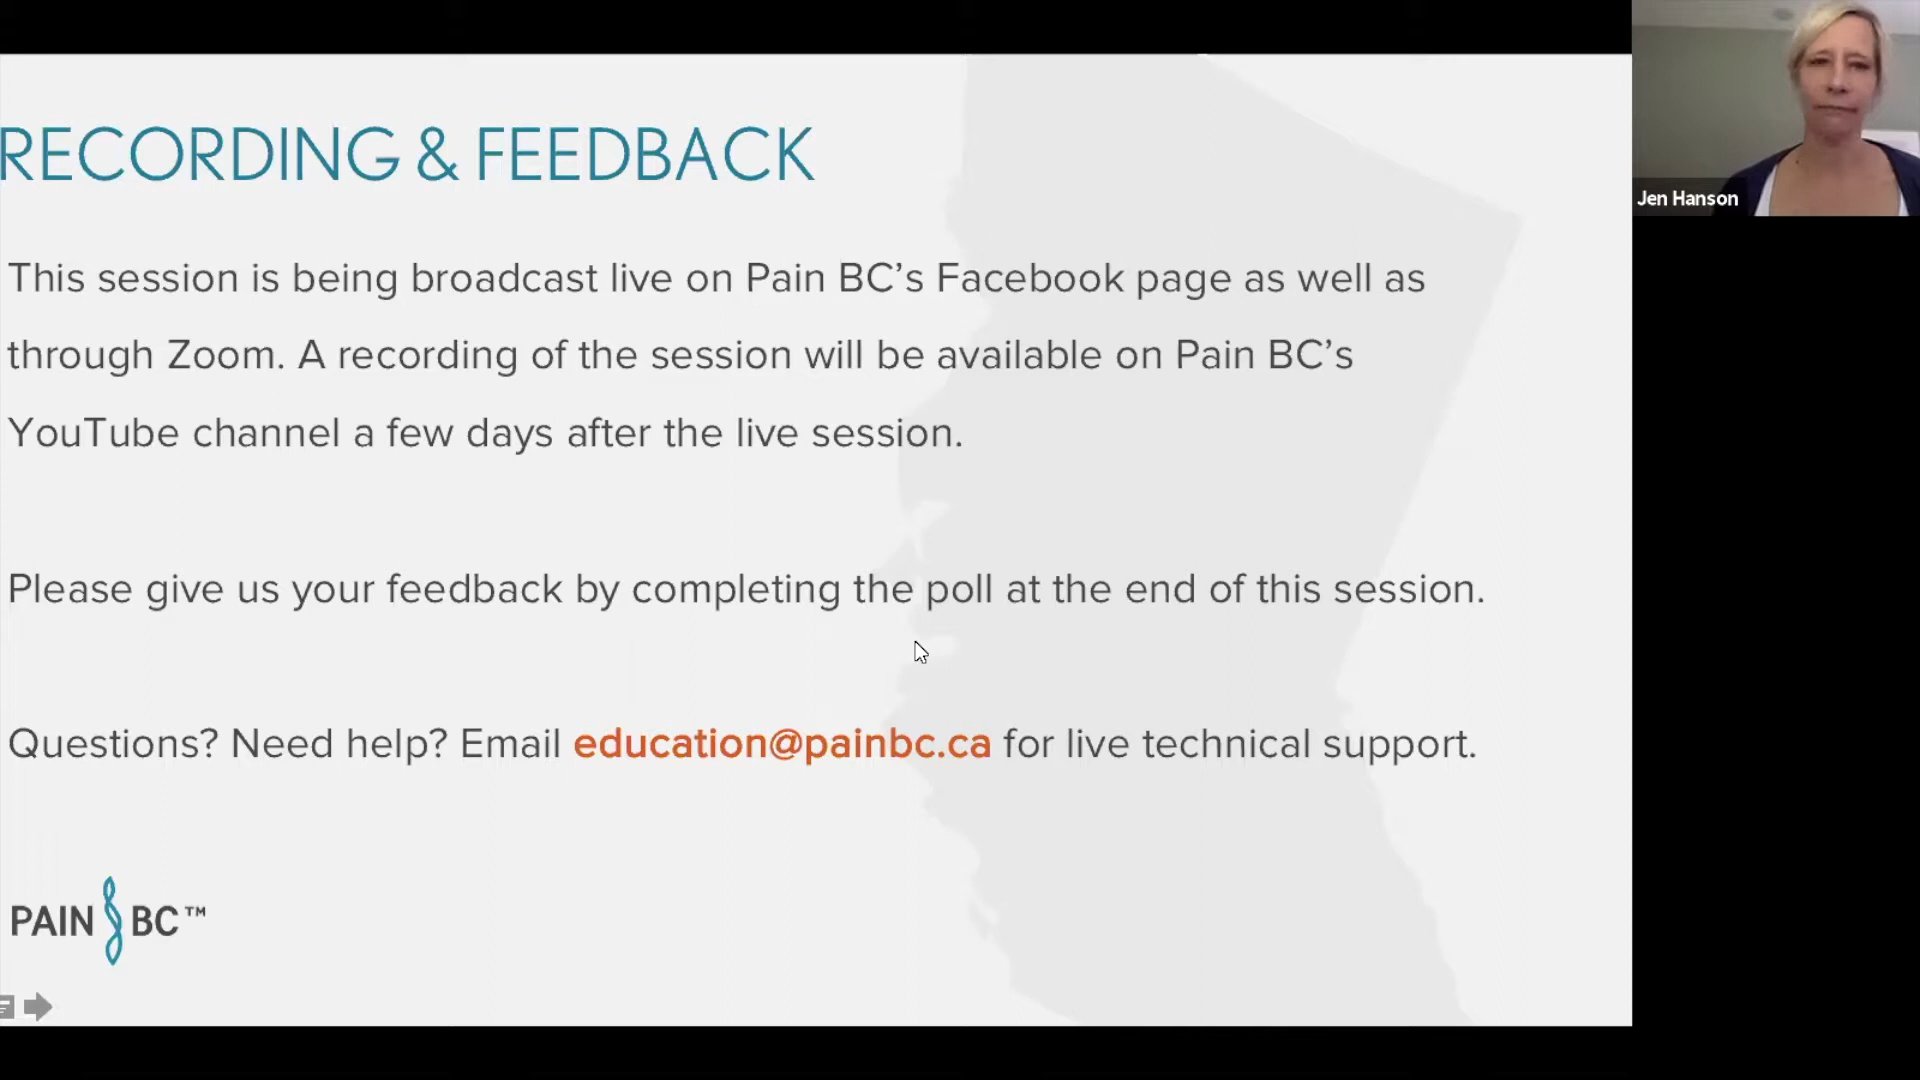 RECORDING & FEEDBACK
This session is being broadcast live on Pain BC’s Facebook page as well as
through Zoom. A recording of the session will be available on Pain BC’s
YouTube channel a few days after the live session.
Please give us your feedback by completing the poll at the end of this session.
Questions? Need help? Email education@painbc.ca for live technical support.
PAIN BC™
Jen Hanson